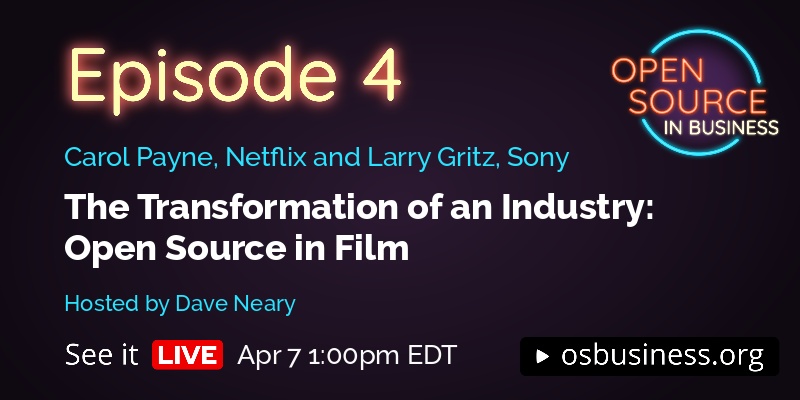 Episode 4
OPEN
SOURCE
IN BUSINESS
Carol Payne, Netflix and Larry Gritz, Sony
The Transformation of an Industry:
Open Source in Film
Hosted by Dave Neary
See it LIVE Apr 7 1:00pm EDT
osbusiness.org